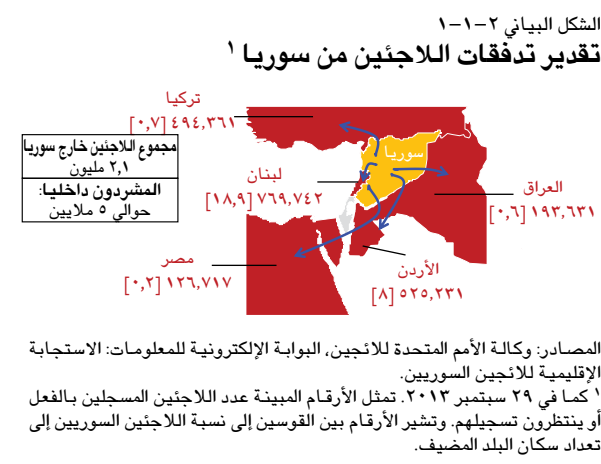 الشكل البياني ٢-١-١
تقدير تدفقات اللاجئين من سوريا ١
تركيا
٤٩٤,٣٦١ [٠,٧]
مجموع اللاجئين خارج سوريا
٢,١ مليون
المشردون داخليا:
حوالي ٥ ملايين
سوريا
لبنان
٧٦٩,٧٤٢ [١٨,٩]
العراق
١٩٣,٦٣١ [٠,٦]
مصر
١٢٦,٧١٧ [٠,٢]
الأردن
٥٢٥,٢٣١ [٨]
المصادر: وكالة الأمم المتحدة للائجين، البوابة الإلكترونية للمعلومات: الاستجابة
الإقليمية للائجين السوريين.
١ كما في ٢٩ سبتمبر ٢٠١٣. تمثل الأرقام المبينة عدد اللاجئين المسجلين بالفعل
أو ينتظرون تسجيلهم. وتشير الأرقام بين القوسين إلى نسبة اللاجئين السوريين إلى
تعداد سكان البلد المضيف.